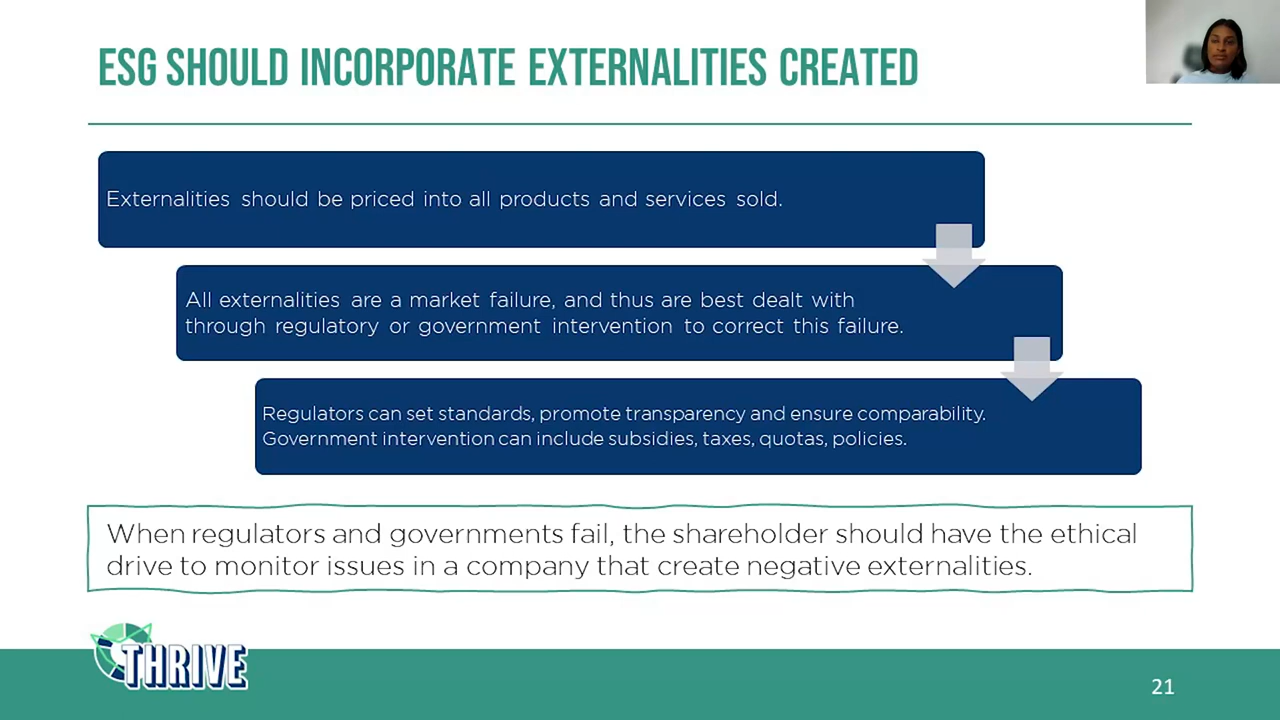 ESG SHOULD INCORPORATE EXTERNALITIES CREATED
Externalities should be priced into all products and services sold.
All externalities are a market failure, and thus are best dealt with
through regulatory or government intervention to correct this failure.
Regulators can set standards, promote transparency and ensure comparability.
Government intervention can include subsidies, taxes, quotas, policies.
When regulators and governments fail, the shareholder should have the ethical
drive to monitor issues in a company that create negative externalities.
THRIVE
21